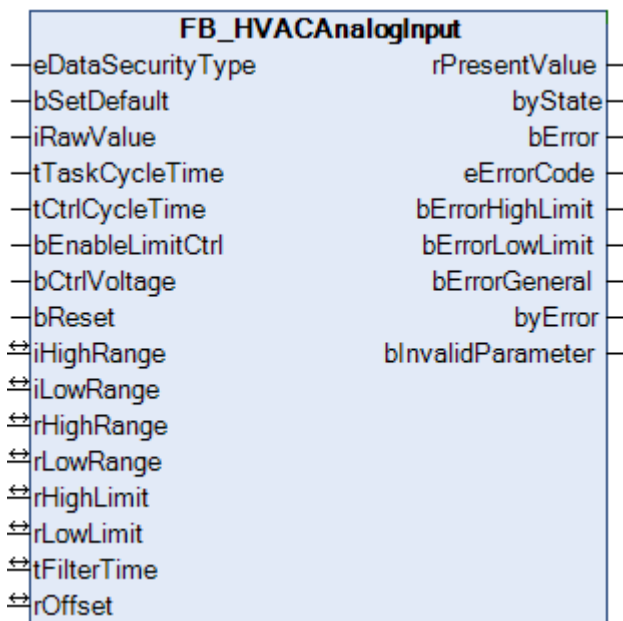 FB_HVACAnalogInput
eDataSecurityType rPresentValue
bSetDefault byState
iRawValue bError
tTaskCycleTime eErrorCode
tCtrlCycleTime bErrorHighLimit
bEnableLimitCtrl bErrorLowLimit
bCtrlVoltage bErrorGeneral
bReset byError
iHighRange bInvalidParameter
iLowRange
rHighRange
rLowRange
rHighLimit
rLowLimit
tFilterTime
rOffset